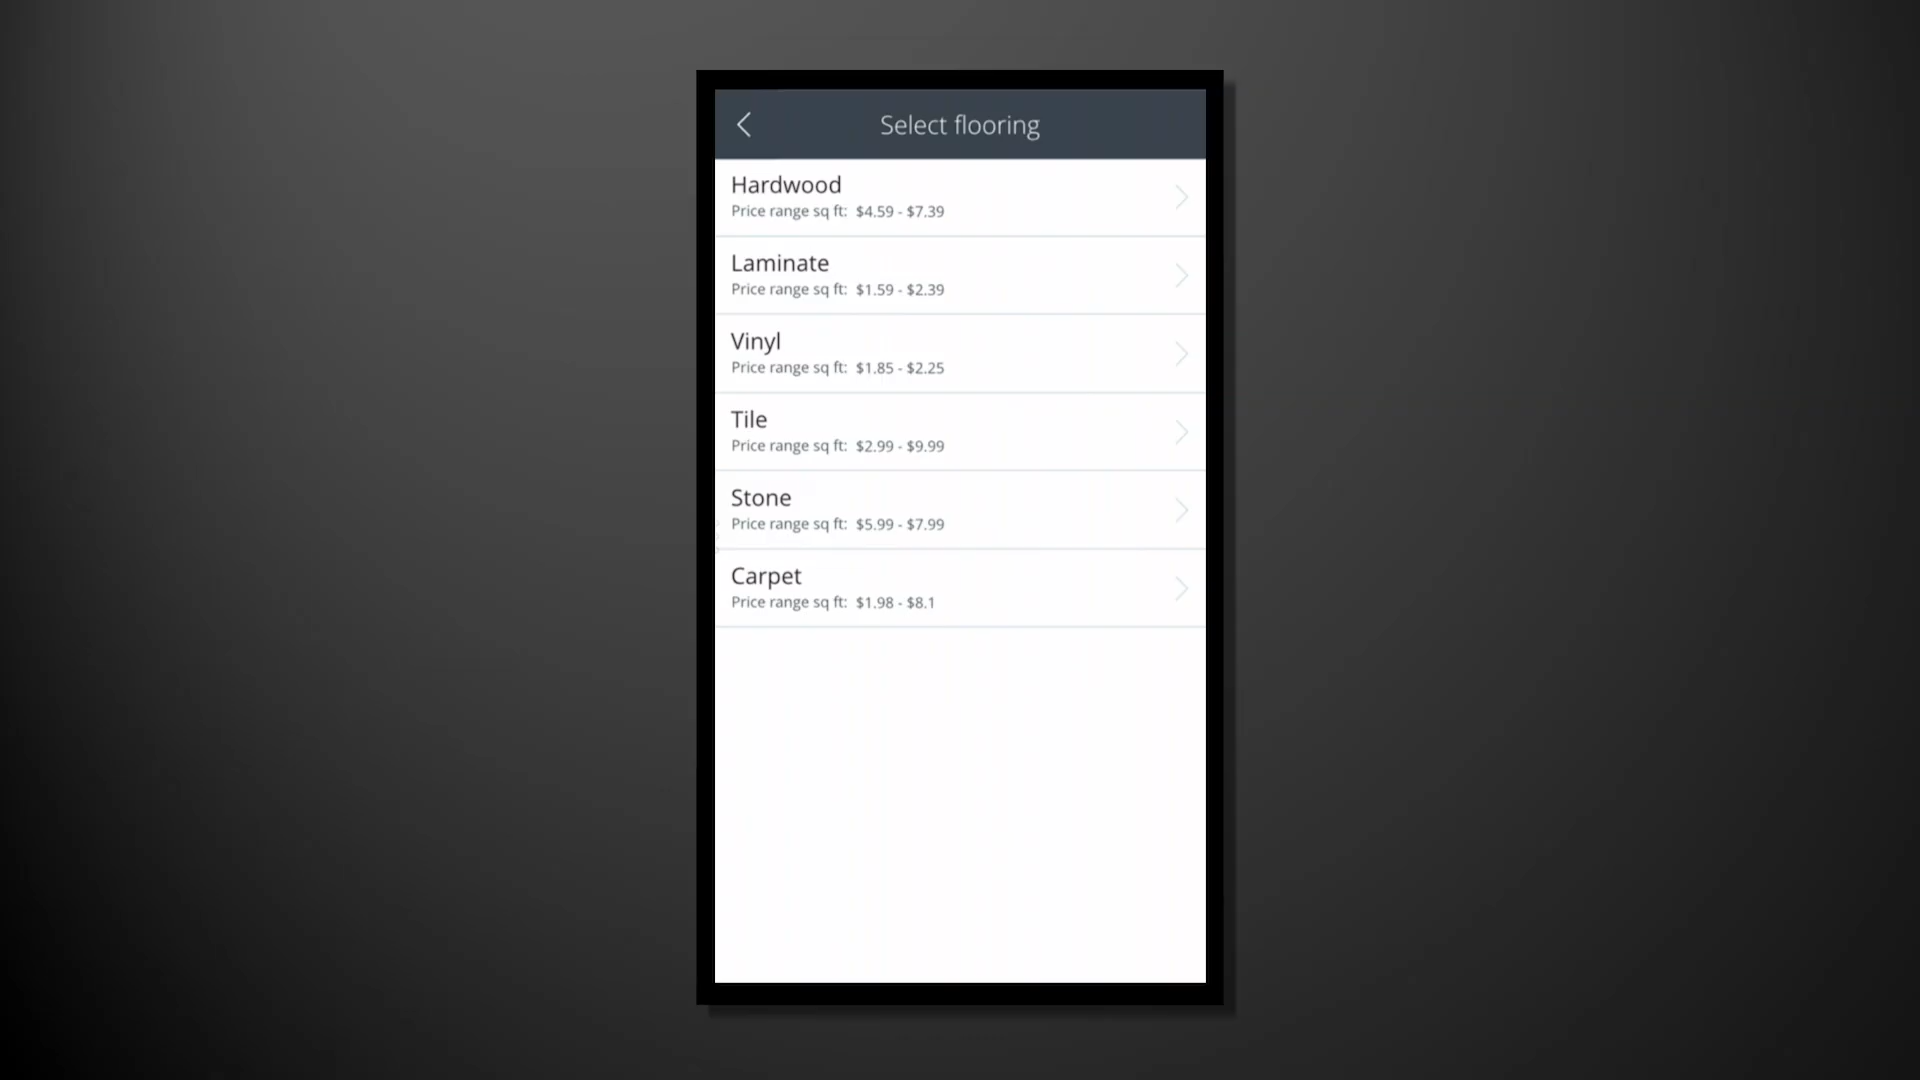 Select flooring
Hardwood
Price range sq ft: $4.59 - $7.39
Laminate
Price range sq ft: $1.59 - $2.39
Vinyl
Price range sq ft: $1.85 - $2.25
Tile
Price range sq ft: $2.99 - $9.99
Stone
Price range sq ft: $5.99 - $7.99
Carpet
Price range sq ft: $1.98 - $8.1